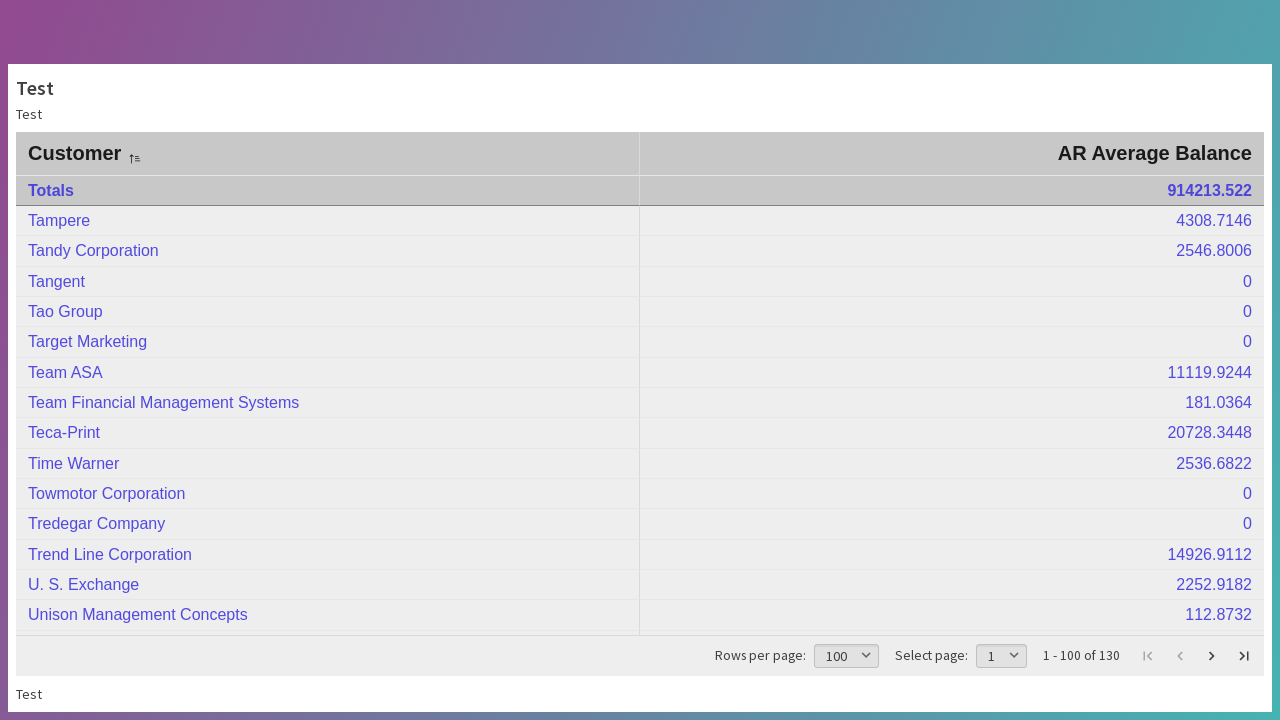 Test
Test
Customer AR Average Balance
Totals 914213.522
Tampere 4308.7146
Tandy Corporation 2546.8006
Tangent 0
Tao Group 0
Target Marketing 0
Team ASA 11119.9244
Team Financial Management Systems 181.0364
Teca-Print 20728.3448
Time Warner 2536.6822
Towmotor Corporation 0
Tredegar Company 0
Trend Line Corporation 14926.9112
U. S. Exchange 2252.9182
Unison Management Concepts 112.8732
Rows per page: 100 Select page: 1 1 - 100 of 130
Test